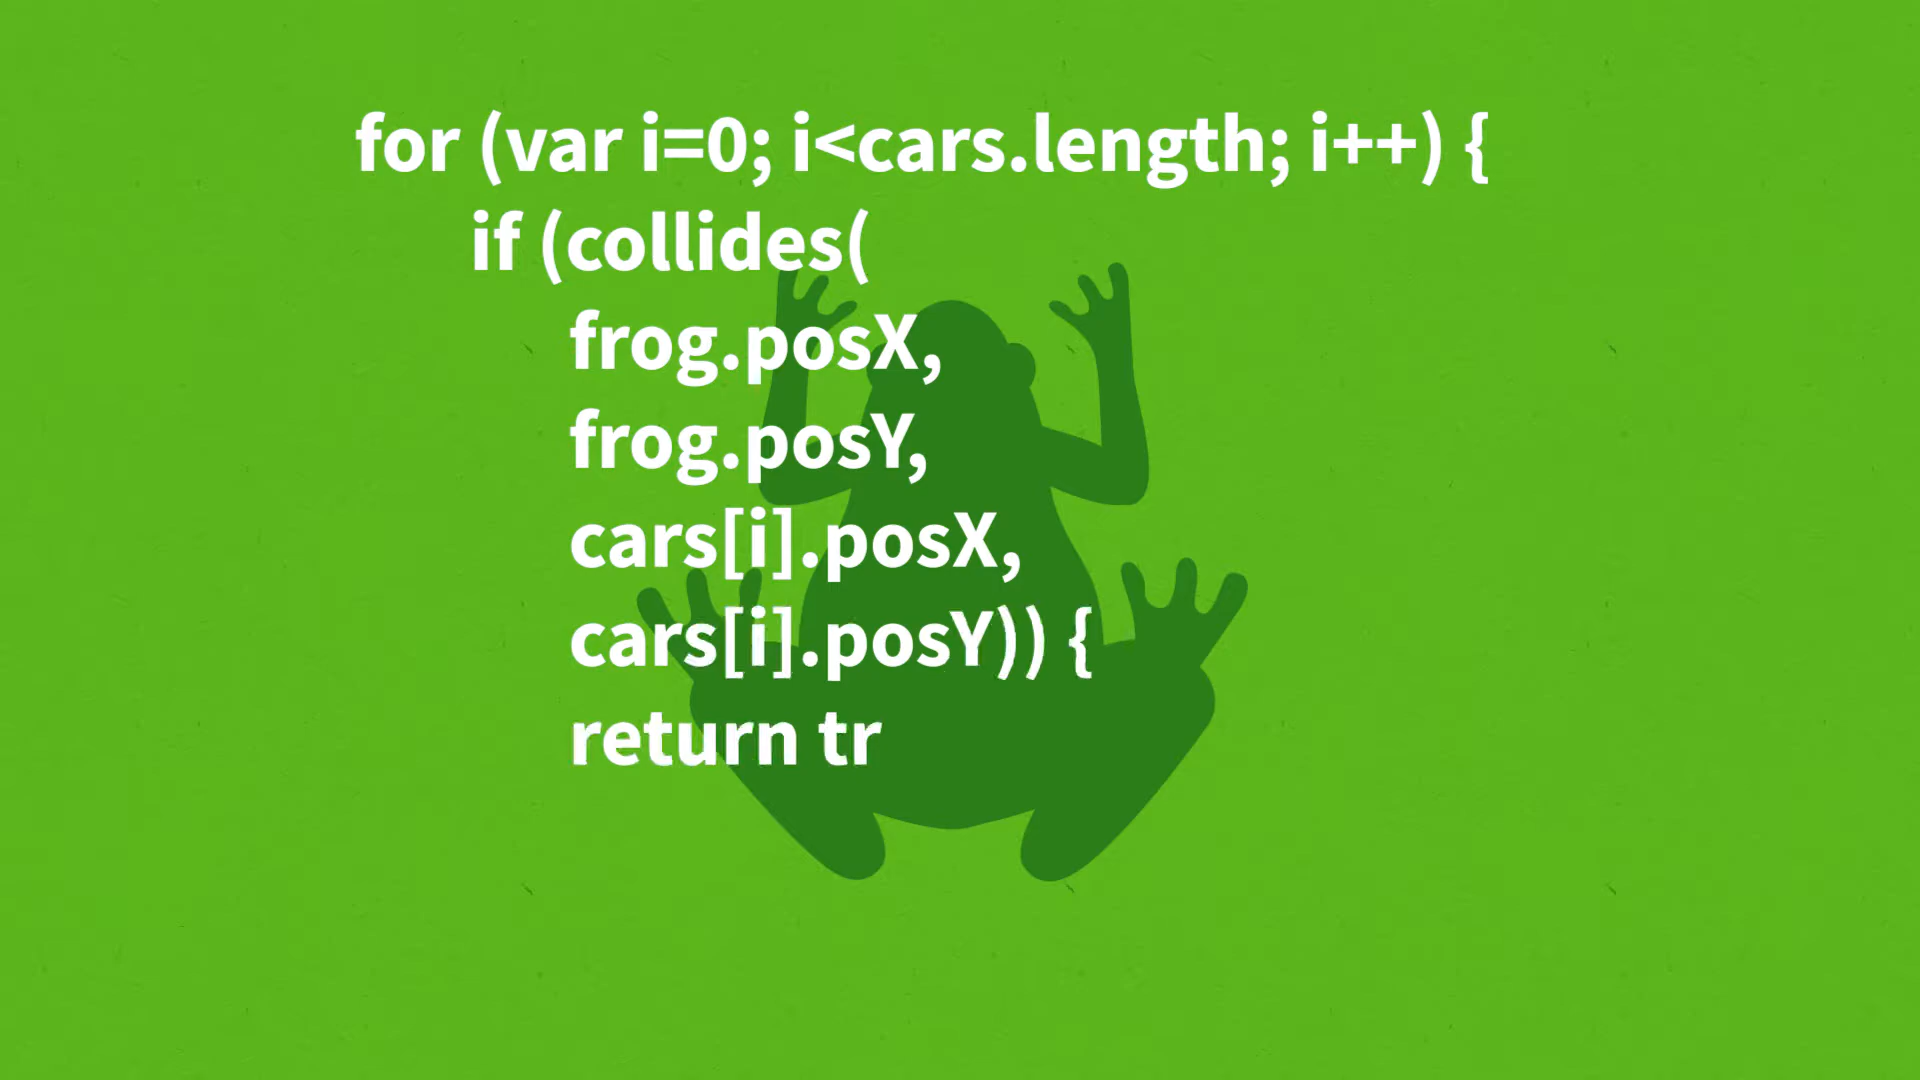 for (var i=0; i<cars.length; i++) {
if (collides(
frog.posX,
frog.posY,
cars[i].posX,
cars[i].posY)) {
return tr